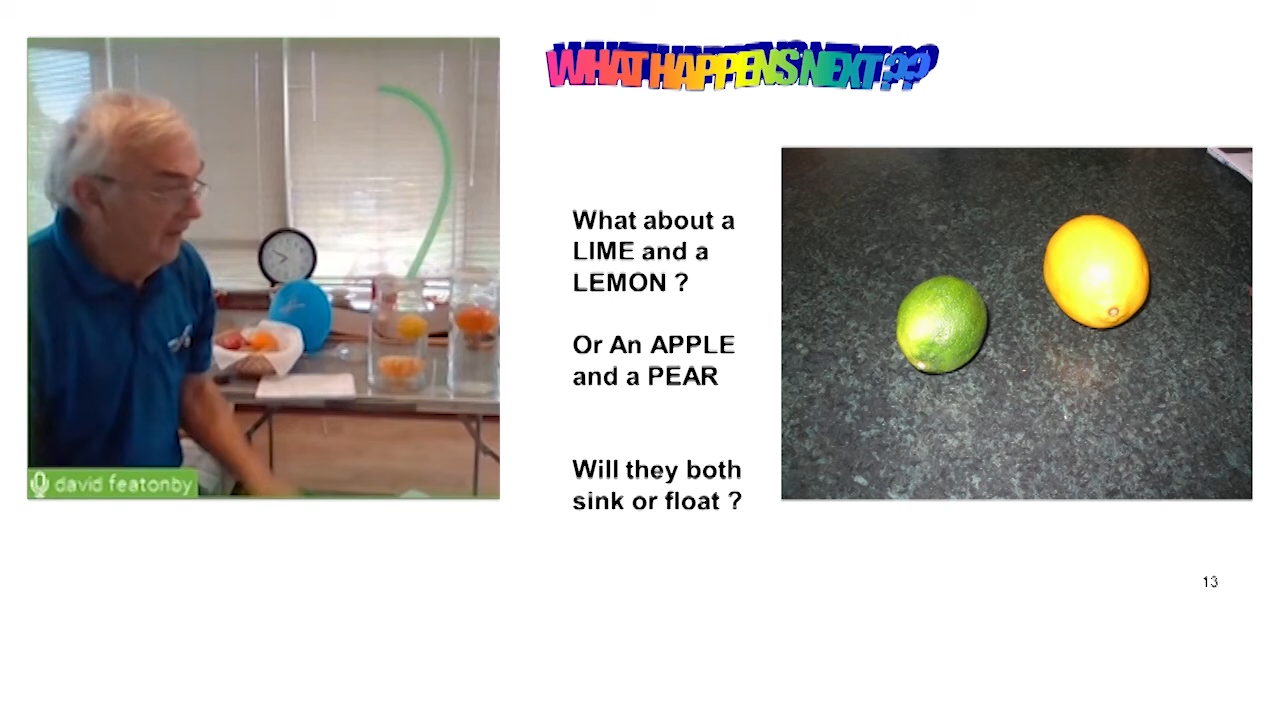 WHAT HAPPENS NEXT ??
What about a
LIME and a
LEMON ?
Or An APPLE
and a PEAR
Will they both
sink or float ?
david featonby
13